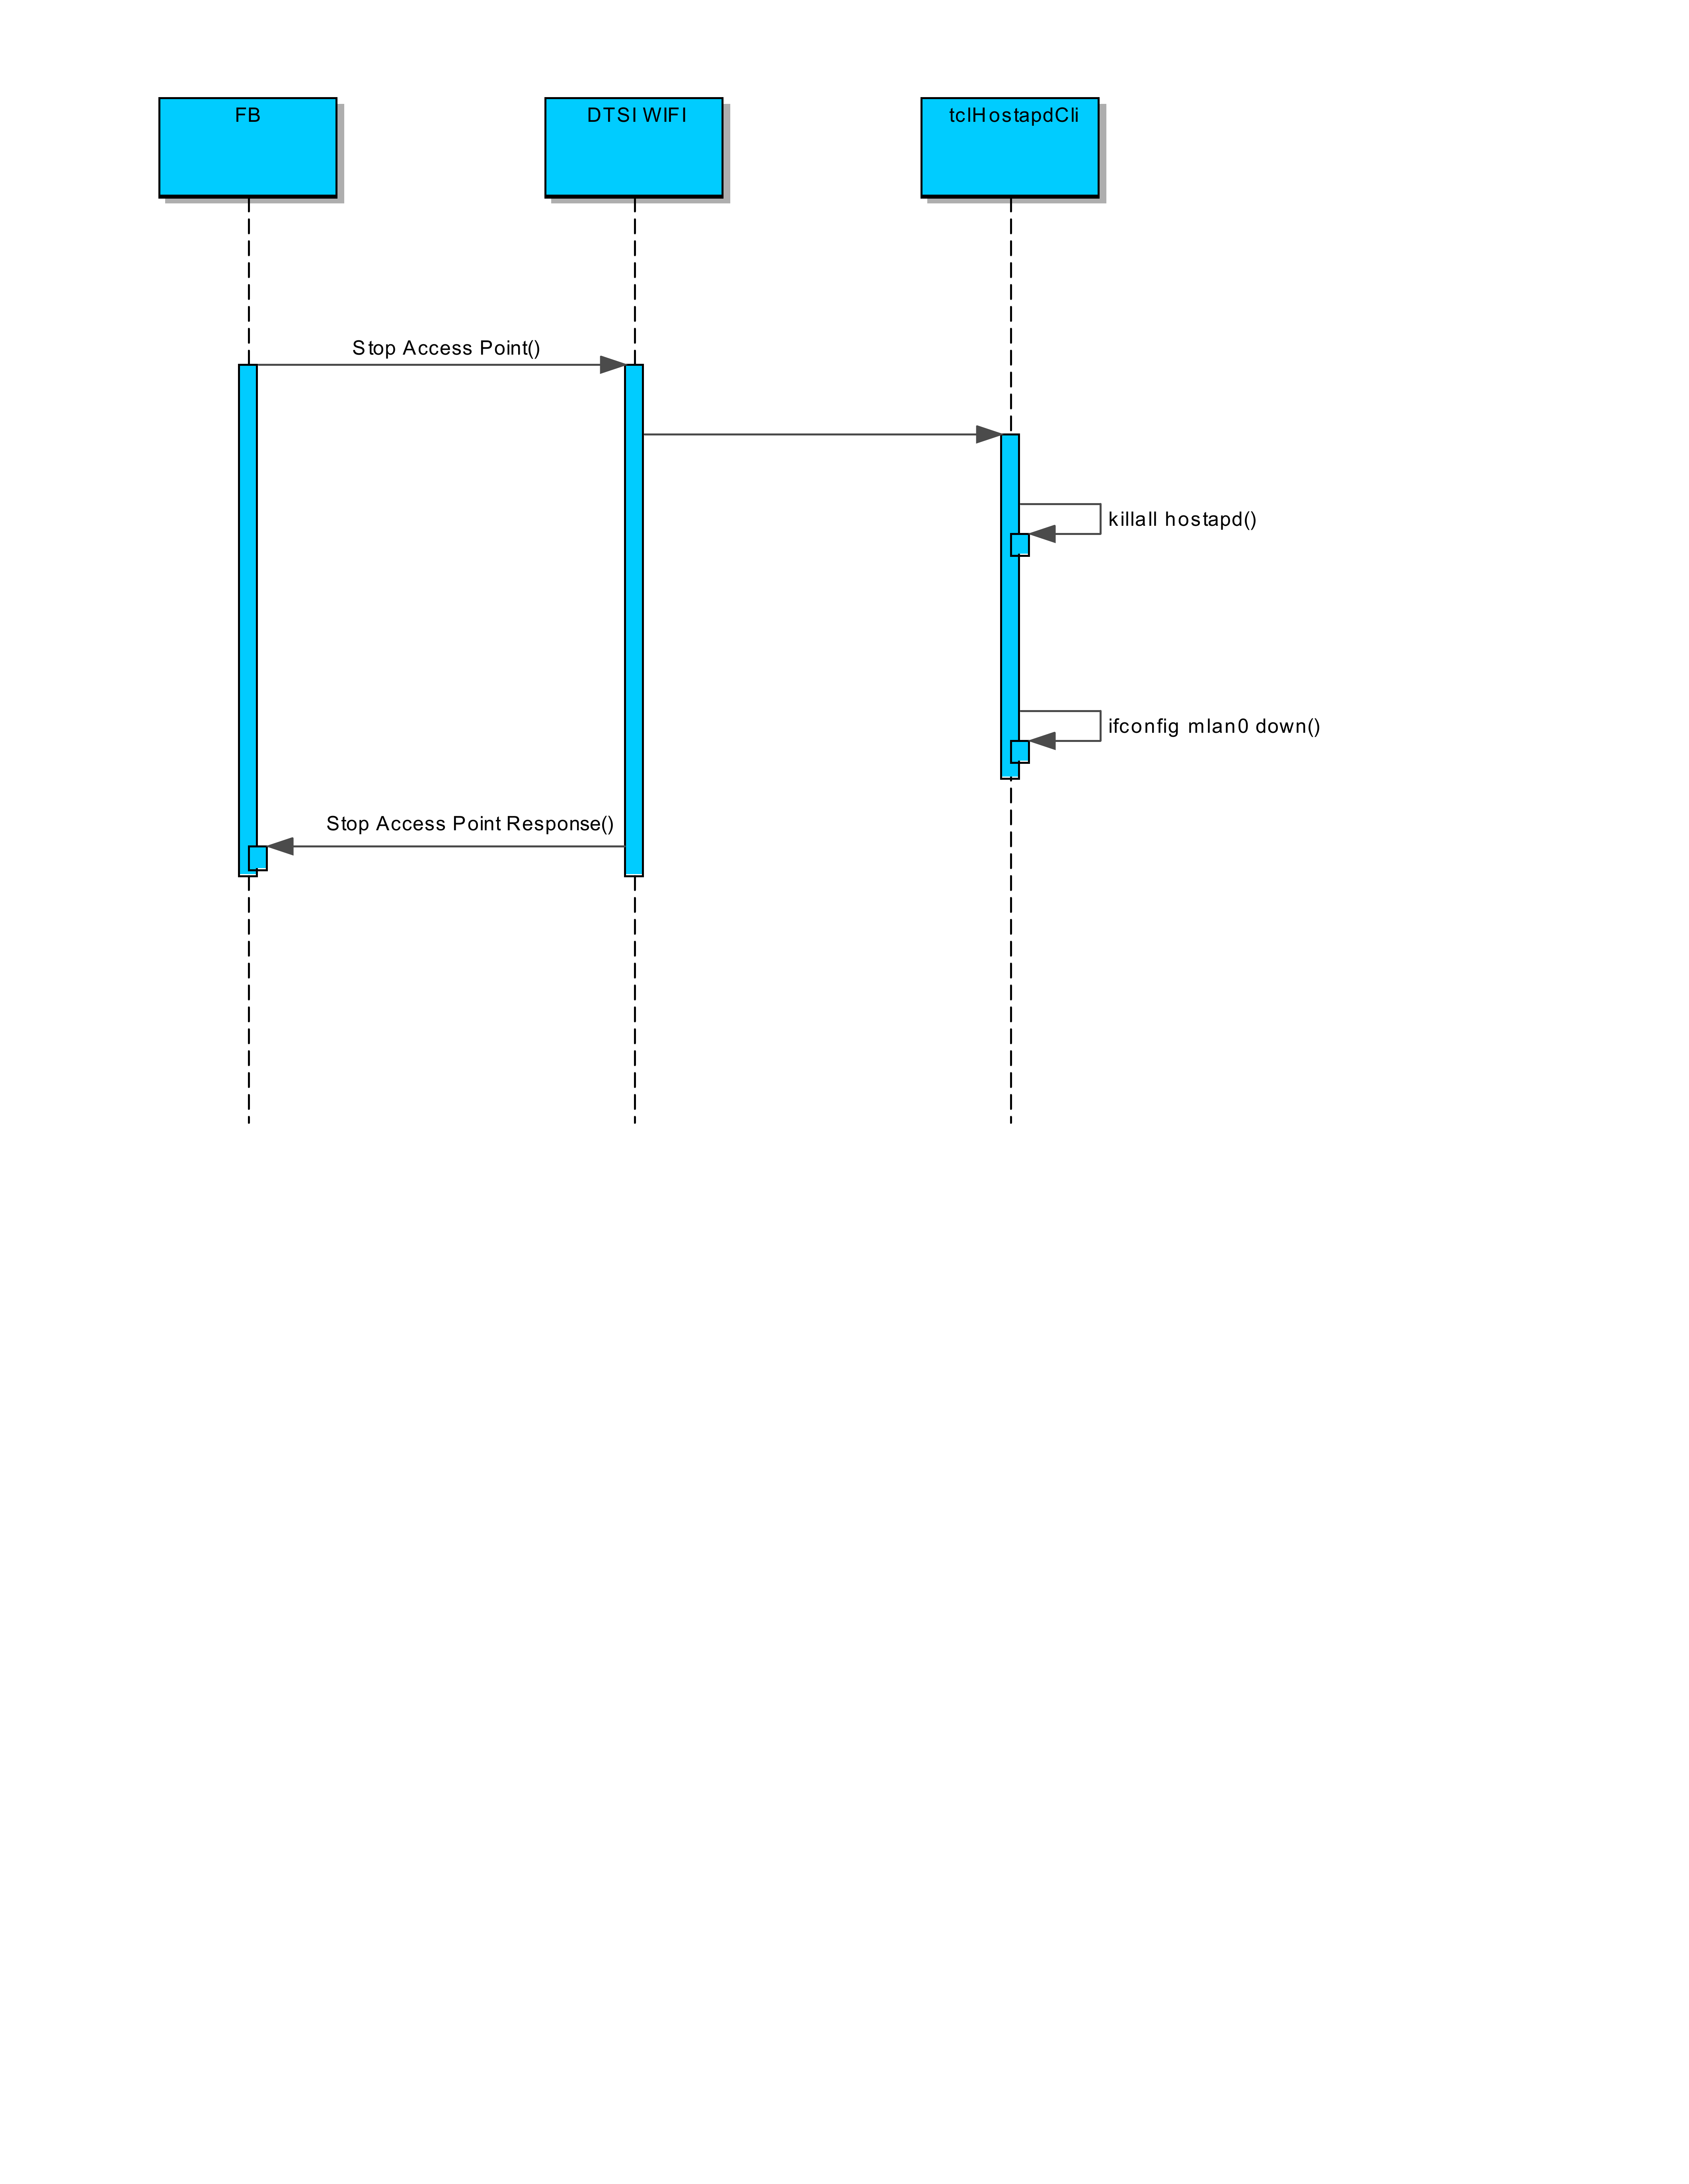 FB
DTSI WIFI
tclHostapdCli
Stop Access Point()
killall hostapd()
ifconfig mlan0 down()
Stop Access Point Response()